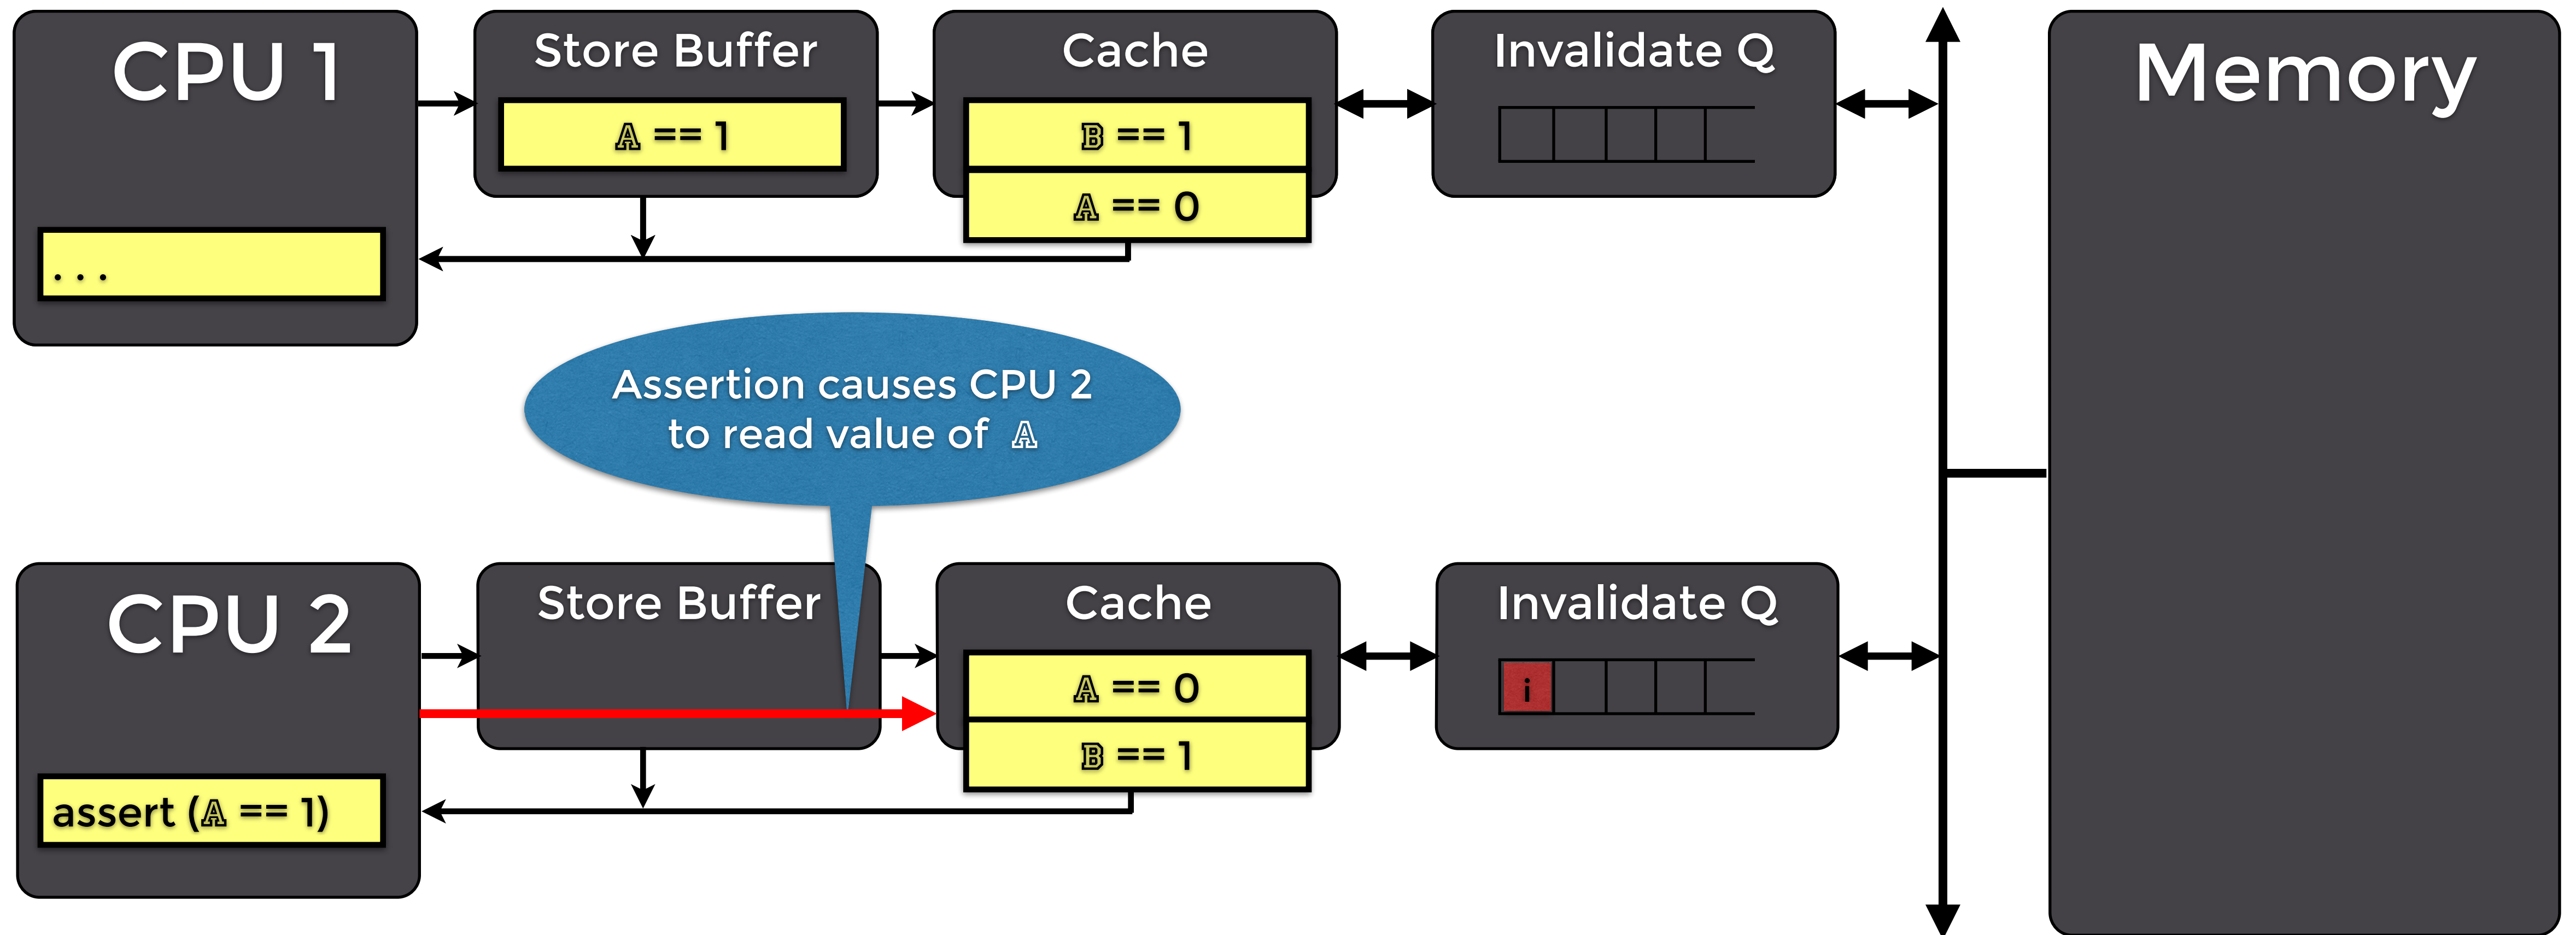 CPU 1
Store Buffer
A == 1
Cache
B == 1
A == 0
Invalidate Q
Memory
. . .
Assertion causes CPU 2
to read value of A
CPU 2
Store Buffer
Cache
A == 0
B == 1
Invalidate Q
i
assert (A == 1)